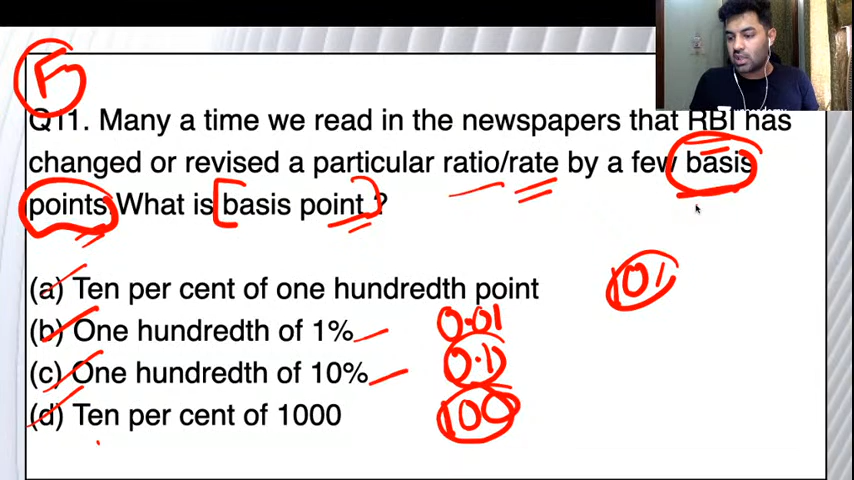 F
Q11. Many a time we read in the newspapers that RBI has
changed or revised a particular ratio/rate by a few basis
points. What is [basis point]?
(a) Ten per cent of one hundredth point
10%
(b) One hundredth of 1%
0.01
(c) One hundredth of 10%
0.1
(d) Ten per cent of 1000
100